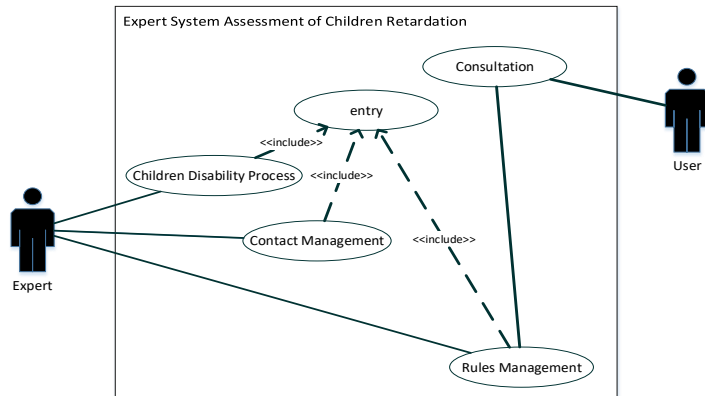 Expert System Assessment of Children Retardation
Consultation
entry
<<include>>
User
Children Disability Process
<<include>>
Contact Management
<<include>>
Expert
Rules Management